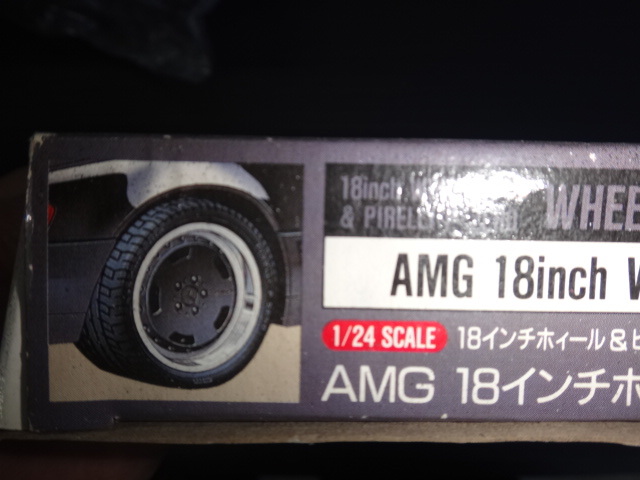 18inch
& PIRELLI
WHEE
AMG 18inch W
1/24 SCALE
18インチホィール&ピ
AMG 18インチホ